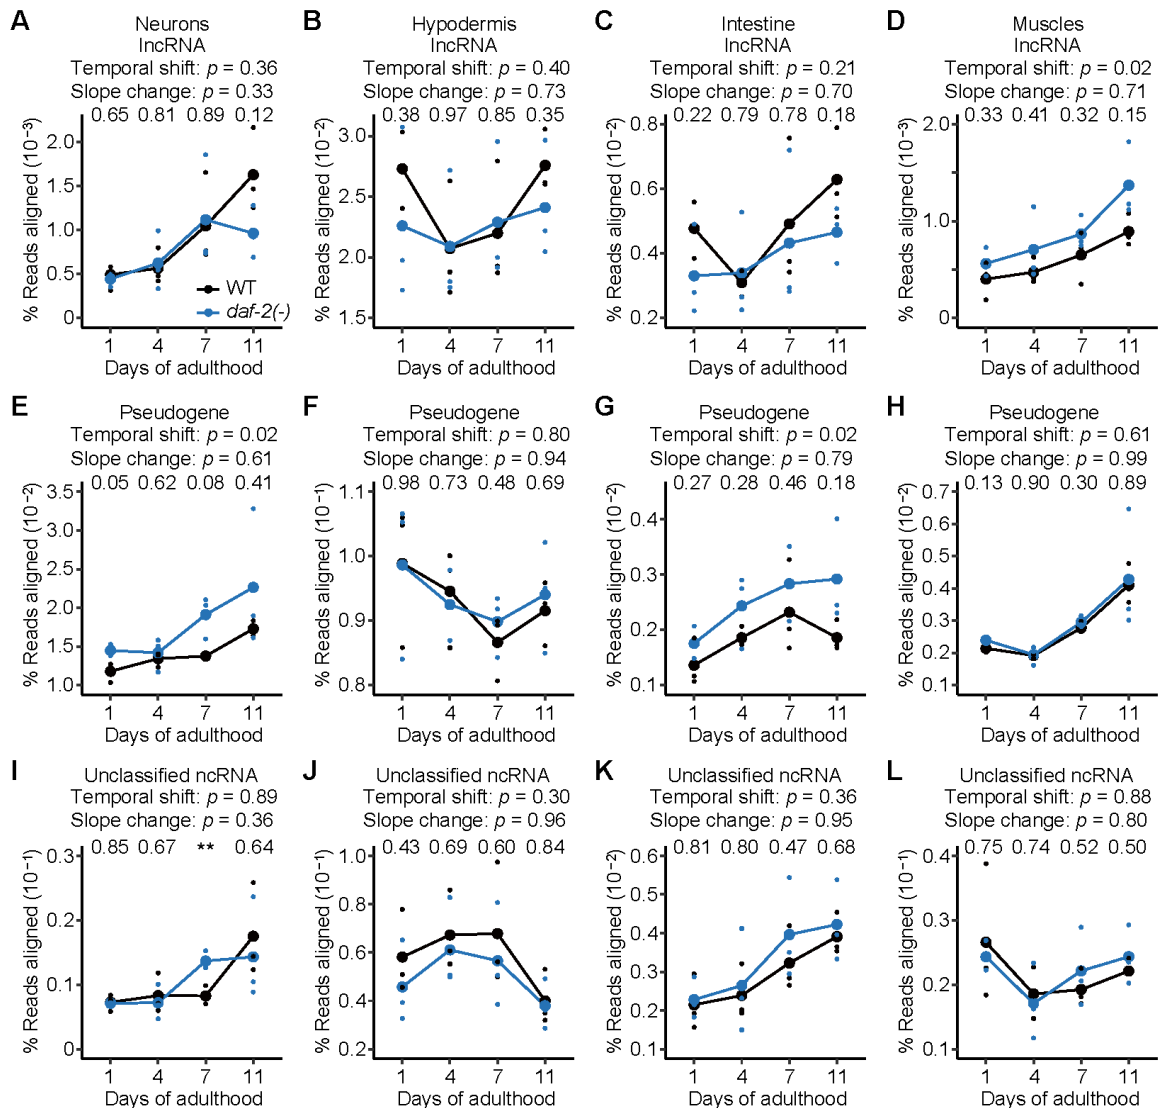 A
Neurons
lncRNA
Temporal shift: p = 0.36
Slope change: p = 0.33
0.65 0.81 0.89 0.12
% Reads aligned (10⁻³)
2.0
1.5
1.0
0.5
0
WT
daf-2(-)
1 4 7 11
Days of adulthood
B
Hypodermis
lncRNA
Temporal shift: p = 0.40
Slope change: p = 0.73
0.38 0.97 0.85 0.35
% Reads aligned (10⁻²)
3.0
2.5
2.0
1.5
1 4 7 11
Days of adulthood
C
Intestine
lncRNA
Temporal shift: p = 0.21
Slope change: p = 0.70
0.22 0.79 0.78 0.18
% Reads aligned (10⁻²)
0.8
0.6
0.4
0.2
1 4 7 11
Days of adulthood
D
Muscles
lncRNA
Temporal shift: p = 0.02
Slope change: p = 0.71
0.33 0.41 0.32 0.15
% Reads aligned (10⁻³)
2.0
1.0
0
1 4 7 11
Days of adulthood
E
Pseudogene
Temporal shift: p = 0.02
Slope change: p = 0.61
0.05 0.62 0.08 0.41
% Reads aligned (10⁻²)
3.5
3.0
2.5
2.0
1.5
1.0
1 4 7 11
Days of adulthood
F
Pseudogene
Temporal shift: p = 0.80
Slope change: p = 0.94
0.98 0.73 0.48 0.69
% Reads aligned (10⁻¹)
1.1
1.0
0.9
0.8
1 4 7 11
Days of adulthood
G
Pseudogene
Temporal shift: p = 0.02
Slope change: p = 0.79
0.27 0.28 0.46 0.18
% Reads aligned (10⁻²)
0.4
0.3
0.2
0.1
1 4 7 11
Days of adulthood
H
Pseudogene
Temporal shift: p = 0.61
Slope change: p = 0.99
0.13 0.90 0.30 0.89
% Reads aligned (10⁻²)
0.7
0.6
0.5
0.4
0.3
0.2
0.1
1 4 7 11
Days of adulthood
I
Unclassified ncRNA
Temporal shift: p = 0.89
Slope change: p = 0.36
0.85 0.67 ** 0.64
% Reads aligned (10⁻¹)
0.3
0.2
0.1
0
1 4 7 11
Days of adulthood
J
Unclassified ncRNA
Temporal shift: p = 0.30
Slope change: p = 0.96
0.43 0.69 0.60 0.84
% Reads aligned (10⁻¹)
1.0
0.8
0.6
0.4
0.2
1 4 7 11
Days of adulthood
K
Unclassified ncRNA
Temporal shift: p = 0.36
Slope change: p = 0.95
0.81 0.80 0.47 0.68
% Reads aligned (10⁻¹)
0.6
0.5
0.4
0.3
0.2
0.1
1 4 7 11
Days of adulthood
L
Unclassified ncRNA
Temporal shift: p = 0.88
Slope change: p = 0.80
0.75 0.74 0.52 0.50
% Reads aligned (10⁻¹)
0.4
0.3
0.2
0.1
1 4 7 11
Days of adulthood